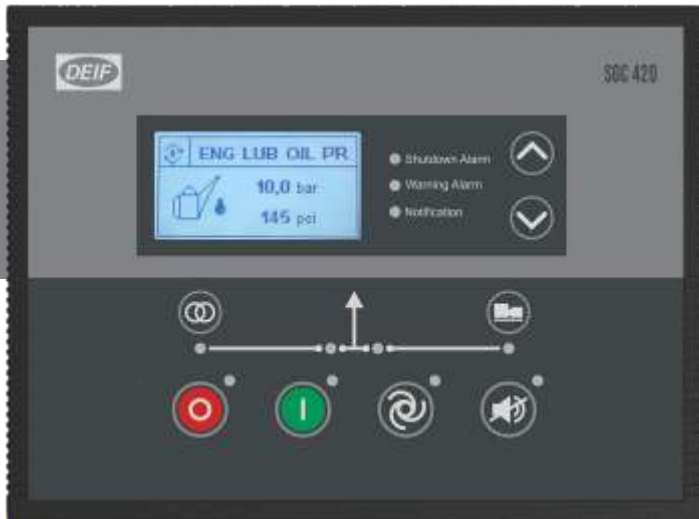 DEIF
SGC 420
ENG LUB OIL PR
10,0 bar
145 psi
Shutdown Alarm
Warning Alarm
Notification